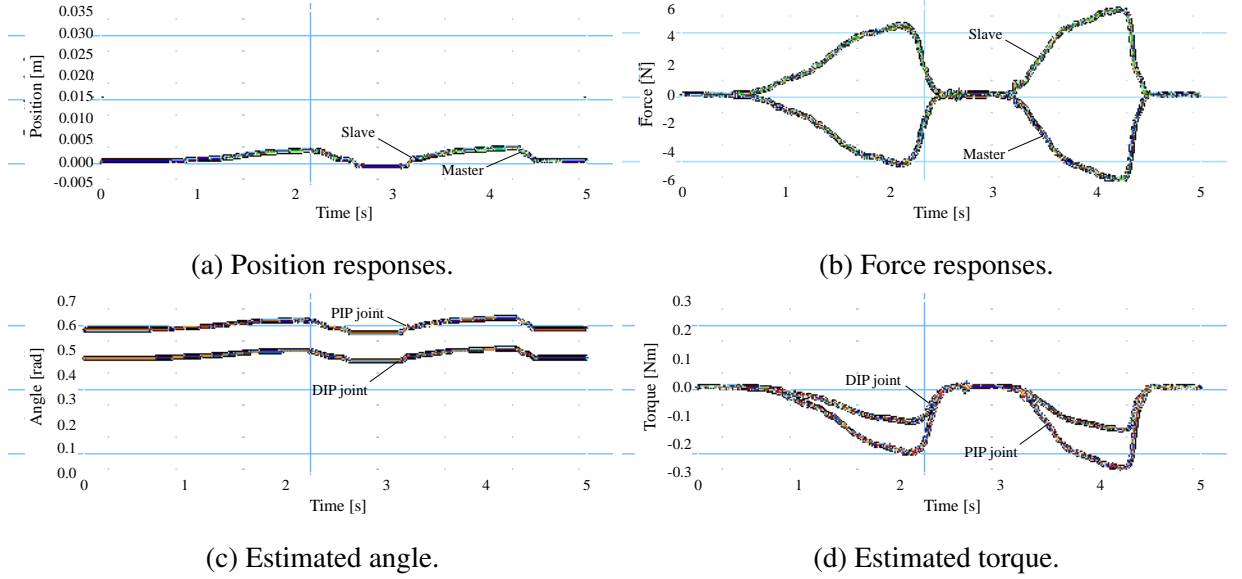 0.035
0.030
0.025
0.020
0.015
0.010
0.005
0.000
-0.005
Position [m]
Slave
Master
0 1 2 3 4 5
Time [s]
(a) Position responses.
6
4
2
0
-2
-4
-6
Force [N]
Slave
Master
0 1 2 3 4 5
Time [s]
(b) Force responses.
0.7
0.6
0.5
0.4
0.3
0.2
0.1
0.0
Angle [rad]
PIP joint
DIP joint
0 1 2 3 4 5
Time [s]
(c) Estimated angle.
0.3
0.2
0.1
0.0
-0.1
-0.2
-0.3
Torque [Nm]
DIP joint
PIP joint
0 1 2 3 4 5
Time [s]
(d) Estimated torque.